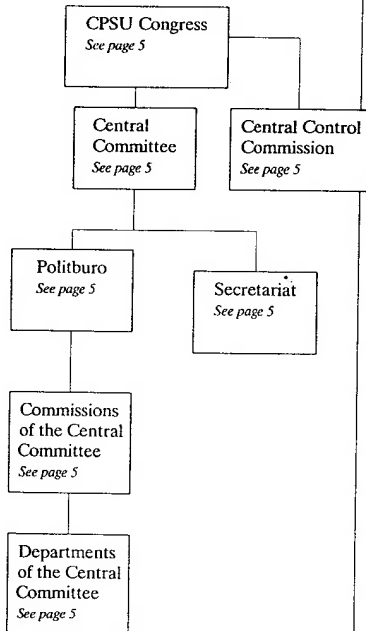 CPSU Congress
See page 5
Central
Committee
See page 5
Central Control
Commission
See page 5
Politburo
See page 5
Secretariat
See page 5
Commissions
of the Central
Committee
See page 5
Departments
of the Central
Committee
See page 5